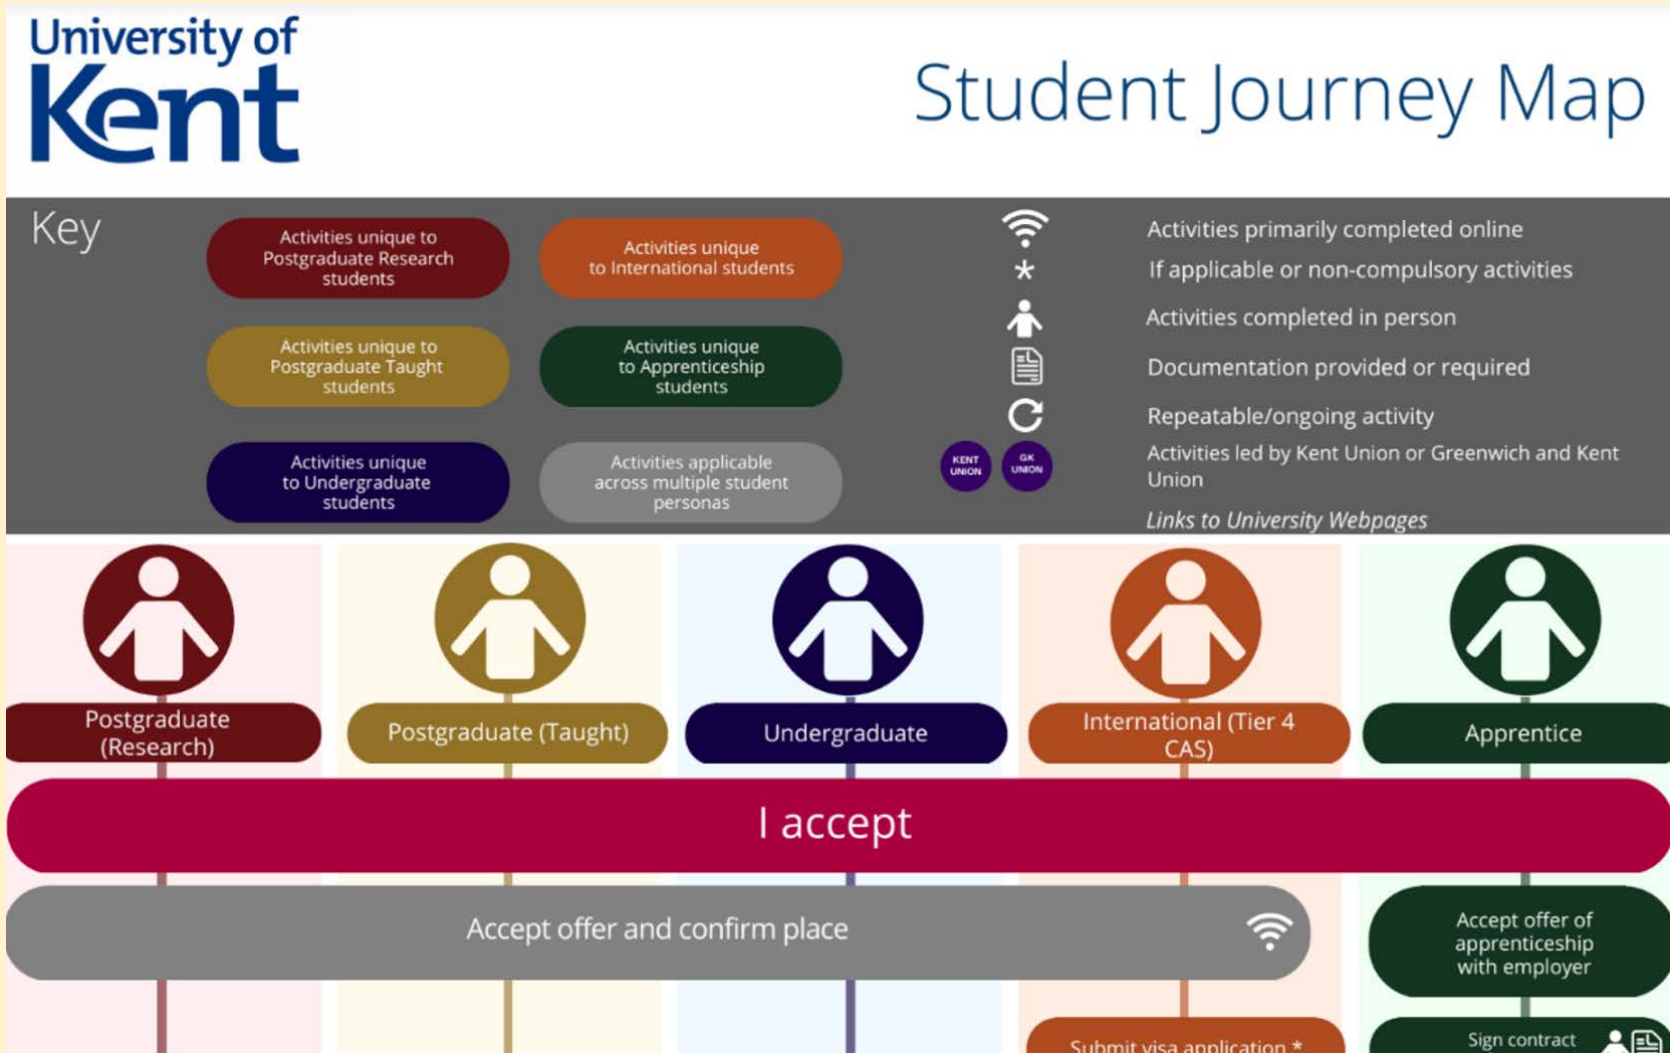 University of
Kent
Student Journey Map
Key
Activities unique to
Postgraduate Research
students
Activities unique
to International students
Activities unique to
Postgraduate Taught
students
Activities unique
to Apprenticeship
students
Activities unique
to Undergraduate
students
Activities applicable
across multiple student
personas
Activities primarily completed online
* If applicable or non-compulsory activities
Activities completed in person
Documentation provided or required
Repeatable/ongoing activity
KENT
UNION
GK
UNION
Activities led by Kent Union or Greenwich and Kent
Union
Links to University Webpages
Postgraduate
(Research)
Postgraduate (Taught)
Undergraduate
International (Tier 4
CAS)
Apprentice
I accept
Accept offer and confirm place
Accept offer of
apprenticeship
with employer
Submit visa application *
Sign contract